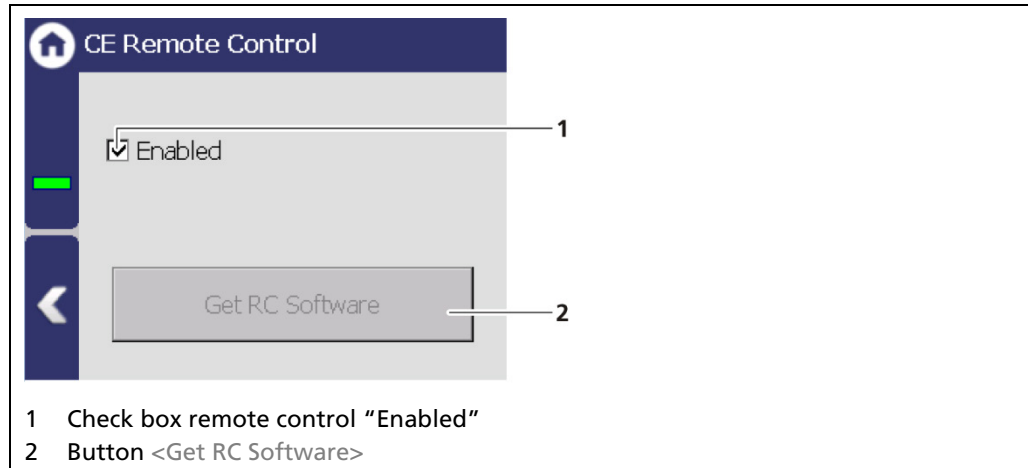 CE Remote Control
Enabled
1
Get RC Software
2
1 Check box remote control “Enabled”
2 Button <Get RC Software>